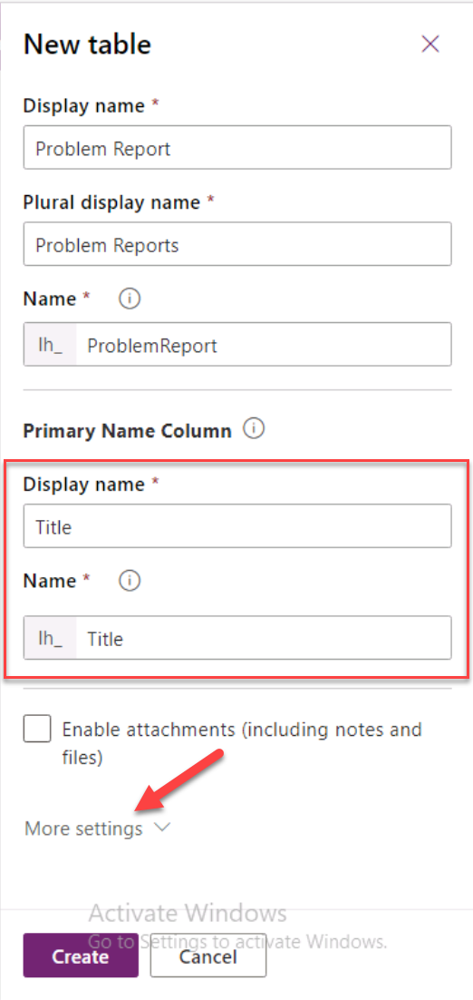 New table
Display name *
Problem Report
Plural display name *
Problem Reports
Name *
lh_ ProblemReport
Primary Name Column
Display name *
Title
Name *
lh_ Title
Enable attachments (including notes and
files)
More settings
Activate Windows
Go to Settings to activate Windows.
Create Cancel